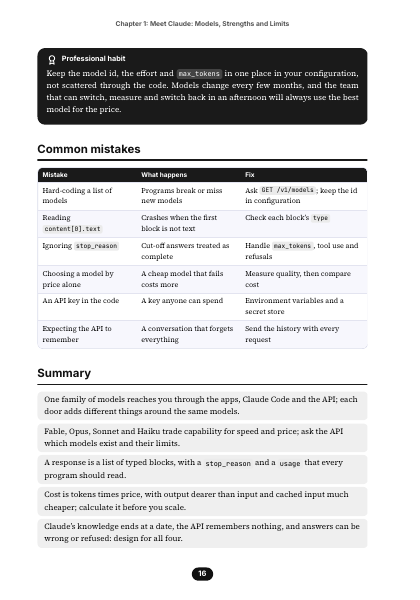 Chapter 1: Meet Claude: Models, Strengths and Limits
Professional habit
Keep the model id, the effort and max_tokens in one place in your configuration,
not scattered through the code. Models change every few months, and the team
that can switch, measure and switch back in an afternoon will always use the best
model for the price.
Common mistakes
Mistake What happens Fix
Hard-coding a list of Programs break or miss Ask GET /v1/models; keep the id
models new models in configuration
Reading Crashes when the first Check each block's type
content[0].text block is not text
Ignoring stop_reason Cut-off answers treated as Handle max_tokens, tool use and
complete refusals
Choosing a model by A cheap model that fails Measure quality, then compare
price alone costs more cost
An API key in the code A key anyone can spend Environment variables and a
secret store
Expecting the API to A conversation that forgets Send the history with every
remember everything request
Summary
One family of models reaches you through the apps, Claude Code and the API; each
door adds different things around the same models.
Fable, Opus, Sonnet and Haiku trade capability for speed and price; ask the API
which models exist and their limits.
A response is a list of typed blocks, with a stop_reason and a usage that every
program should read.
Cost is tokens times price, with output dearer than input and cached input much
cheaper; calculate it before you scale.
Claude's knowledge ends at a date, the API remembers nothing, and answers can be
wrong or refused: design for all four.
16